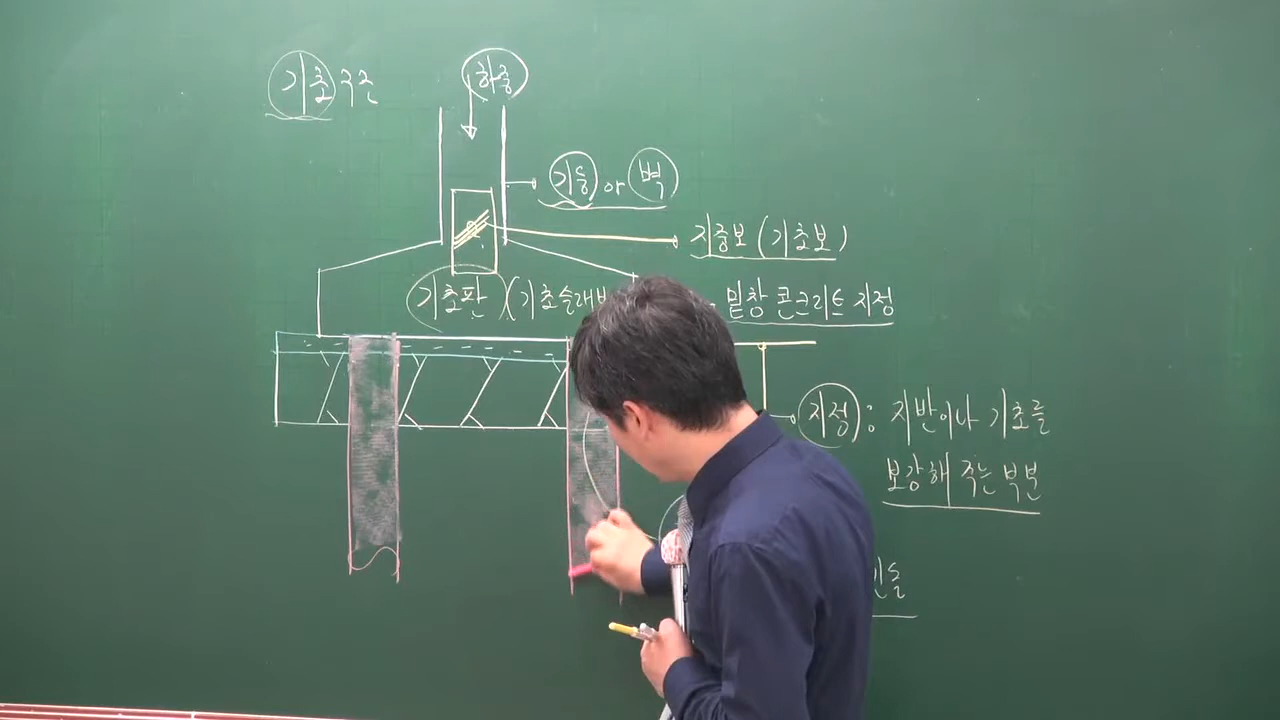 기초구조
하중
기둥 or 벽
지중보 (기초보)
기초판 (기초슬래브
밑창 콘크리트 지정
지정 : 지반이나 기초를
보강해 주는 부분